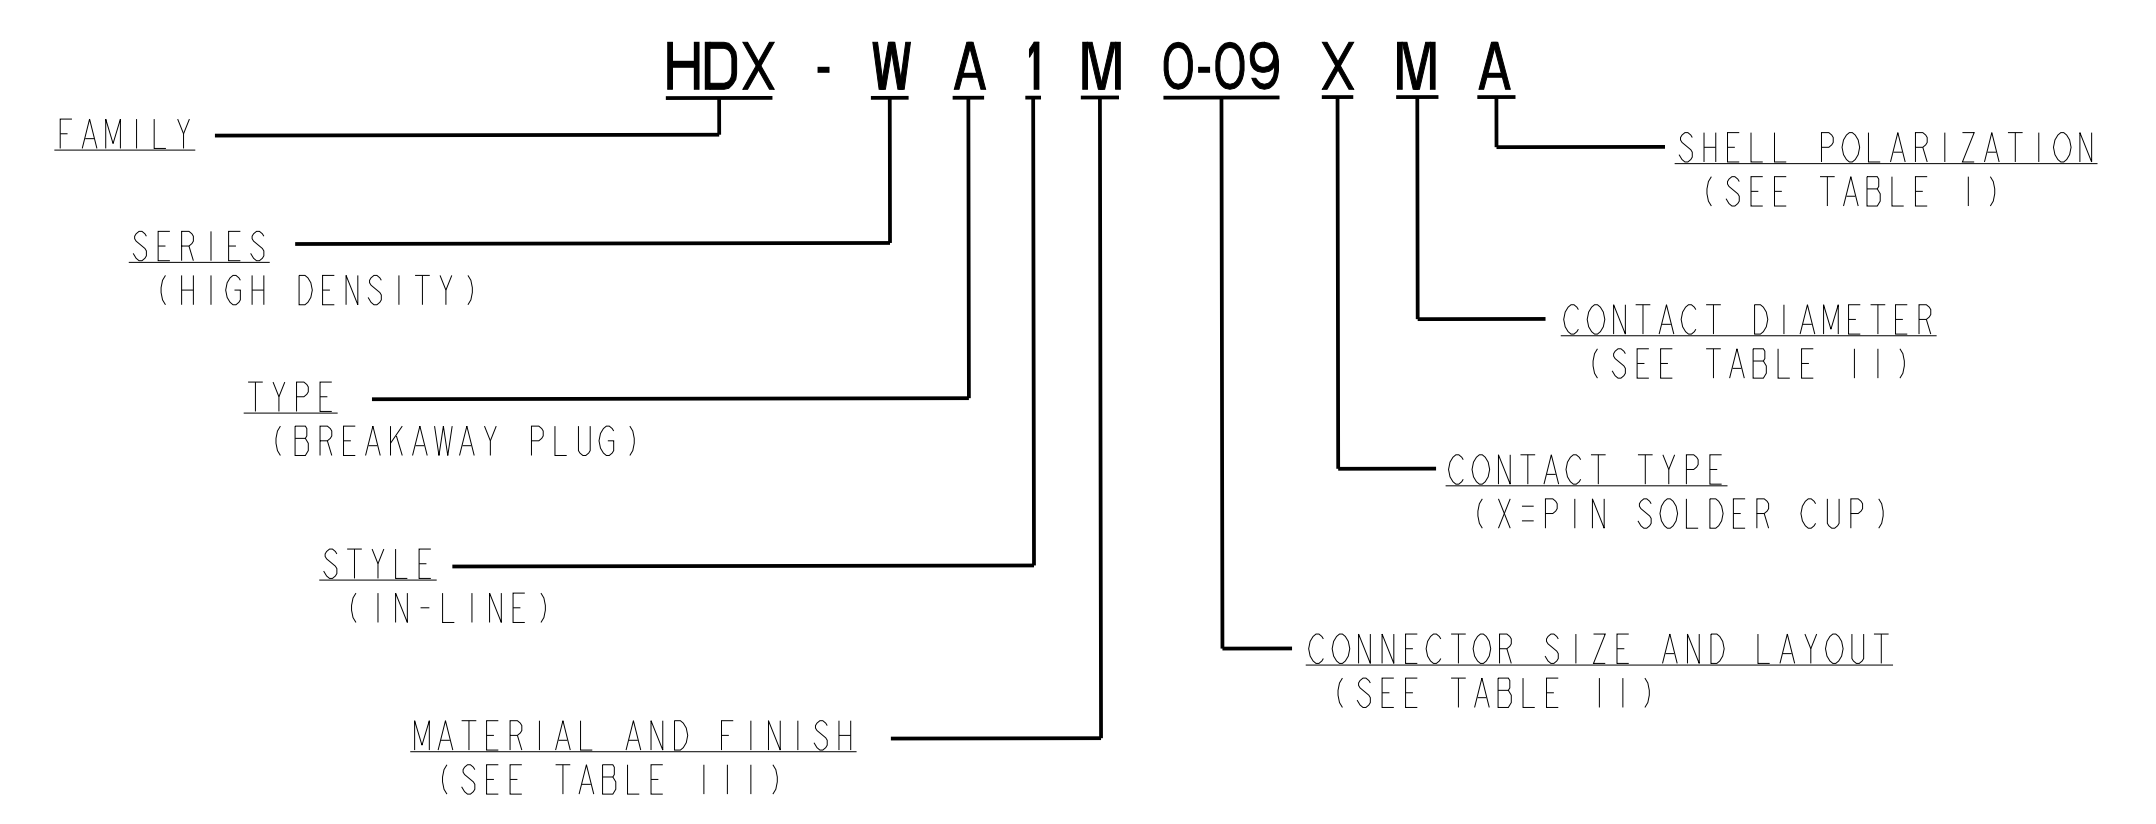 HDX - W A 1 M 0-09 X M A
FAMILY
SERIES
(HIGH DENSITY)
TYPE
(BREAKAWAY PLUG)
STYLE
(IN-LINE)
MATERIAL AND FINISH
(SEE TABLE III)
SHELL POLARIZATION
(SEE TABLE I)
CONTACT DIAMETER
(SEE TABLE II)
CONTACT TYPE
(X=PIN SOLDER CUP)
CONNECTOR SIZE AND LAYOUT
(SEE TABLE II)